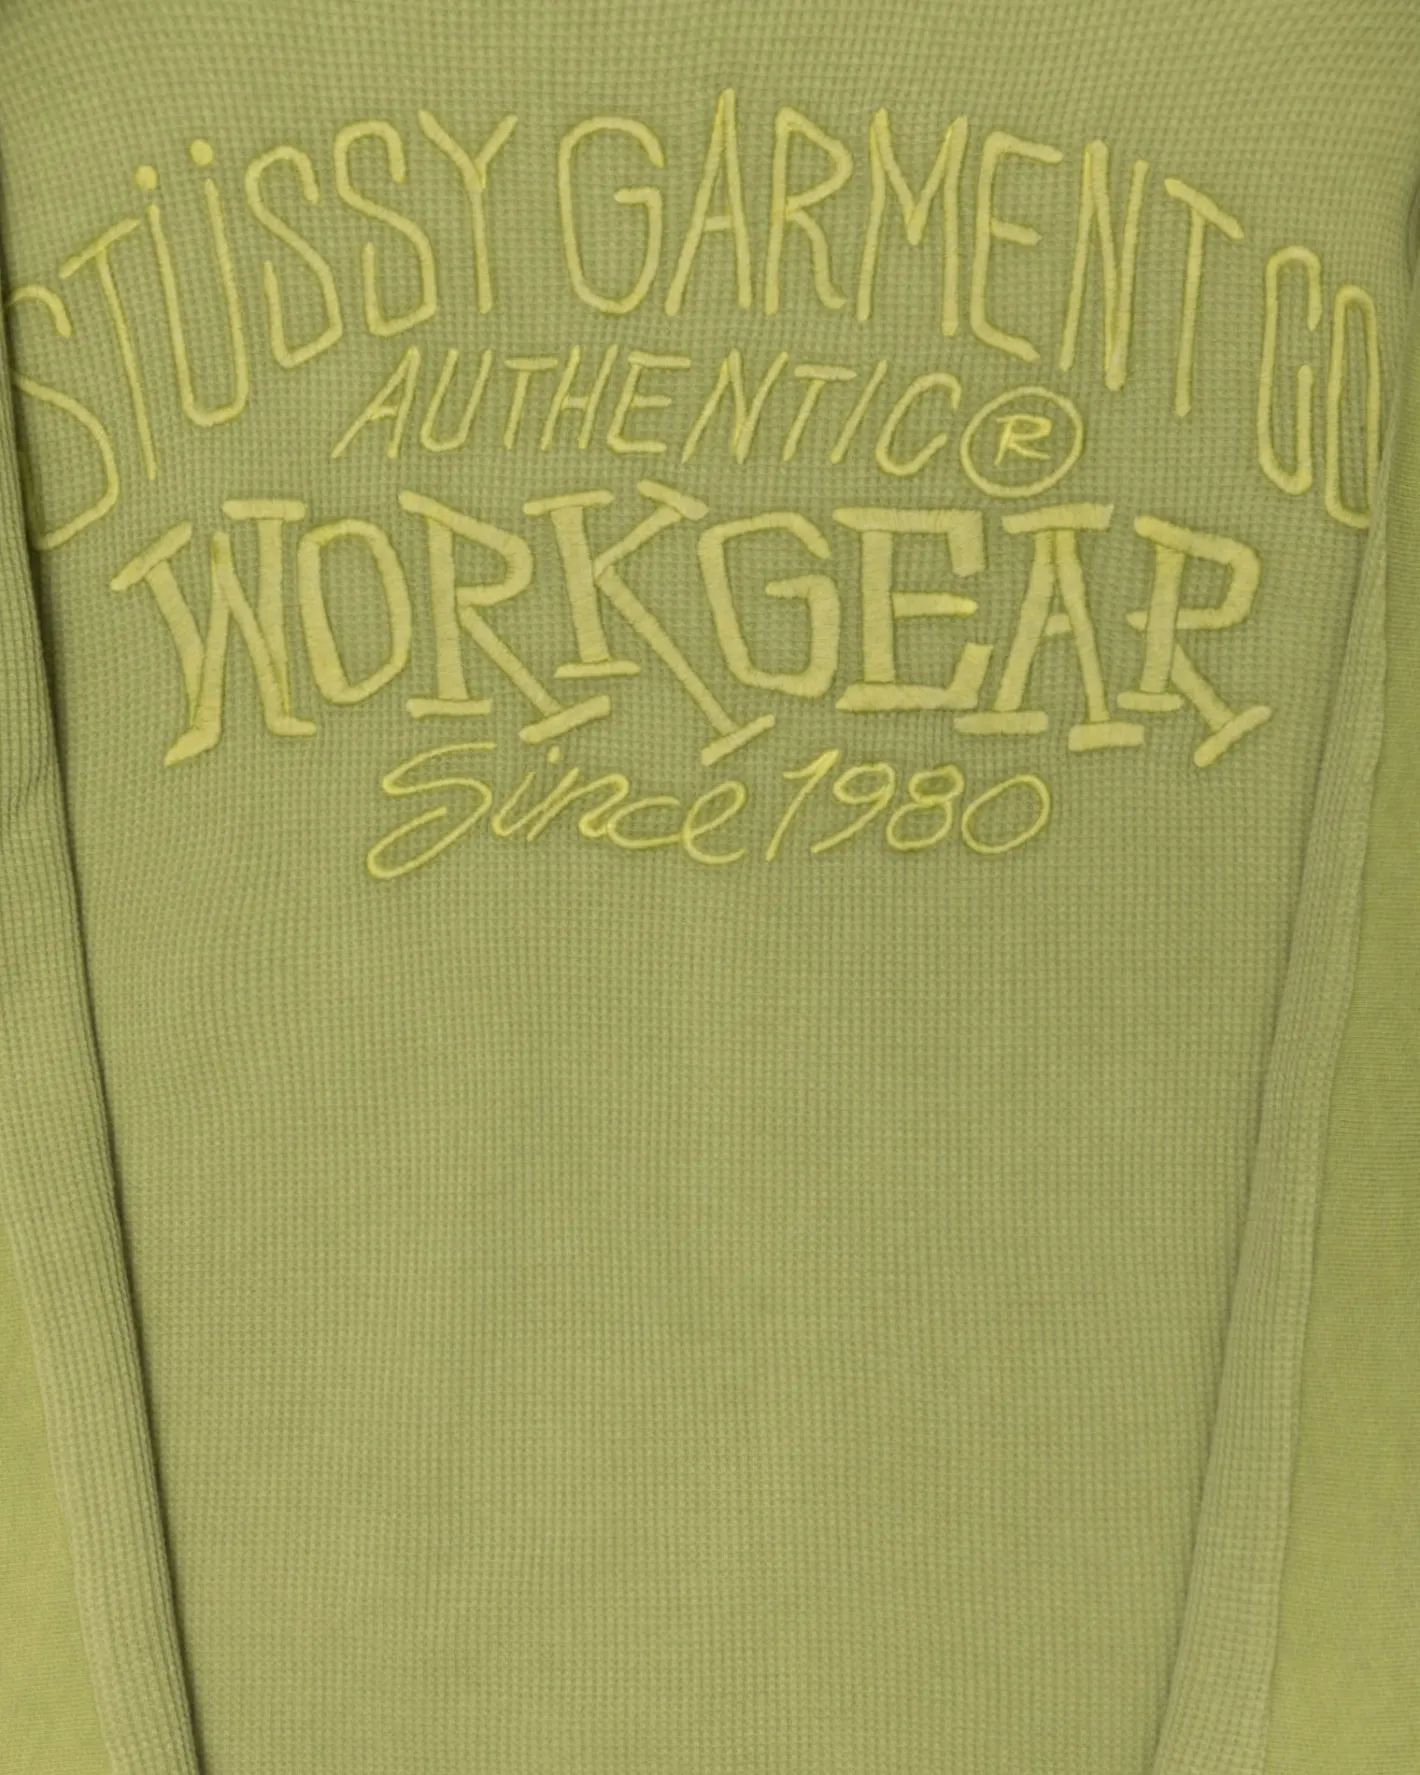 STÜSSY GARMENT CO
AUTHENTIC®
WORKGEAR
Since 1980